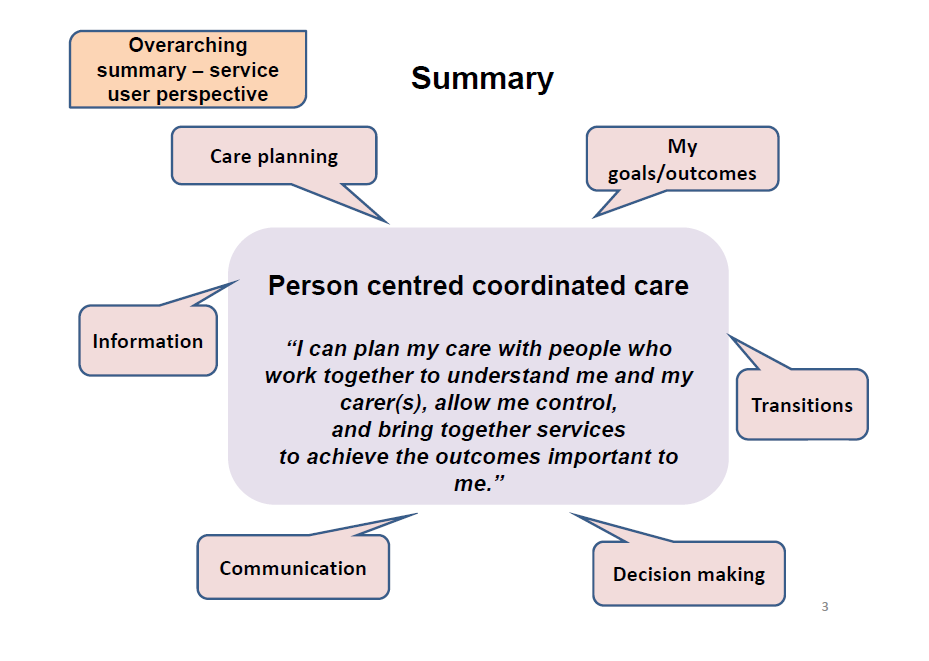 Overarching
summary – service
user perspective
Summary
Care planning
My
goals/outcomes
Person centred coordinated care
“I can plan my care with people who
work together to understand me and my
carer(s), allow me control,
and bring together services
to achieve the outcomes important to
me.”
Information
Transitions
Communication
Decision making
3